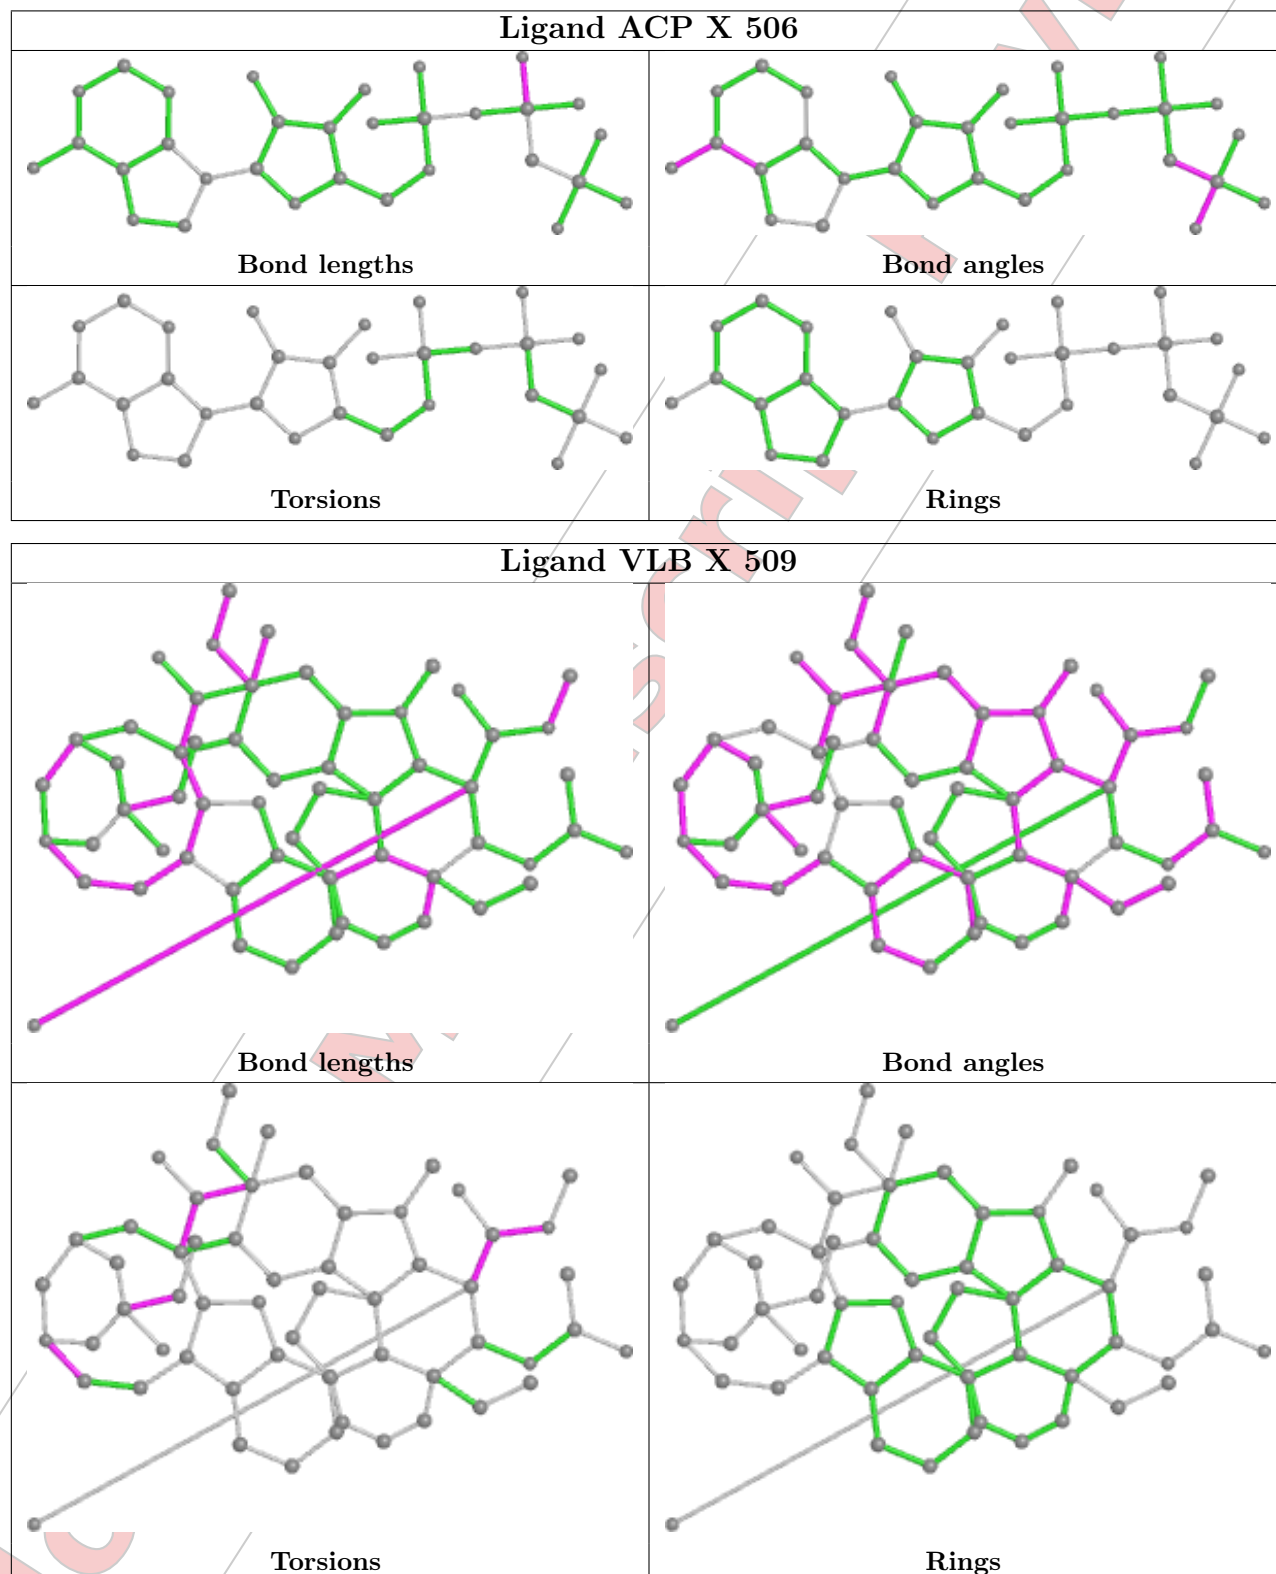 Ligand ACP X 506
Bond lengths
Bond angles
Torsions
Rings
Ligand VLB X 509
Bond lengths
Bond angles
Torsions
Rings